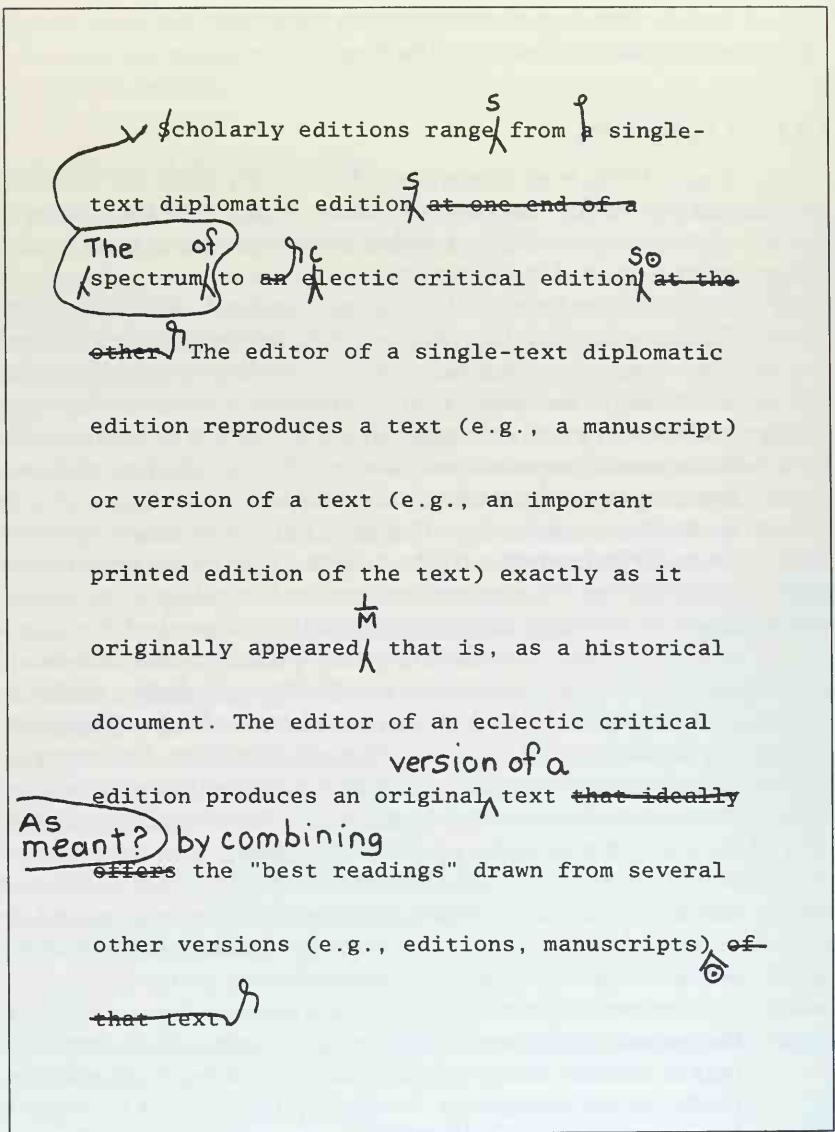 S
Scholarly editions range from a single-
S
text diplomatic edition at one end of a
The of
c
S⊙
spectrum to an eclectic critical edition at the
other. The editor of a single-text diplomatic
edition reproduces a text (e.g., a manuscript)
or version of a text (e.g., an important
printed edition of the text) exactly as it
1
M
originally appeared that is, as a historical
document. The editor of an eclectic critical
version of a
edition produces an original text that ideally
As
meant? by combining
offers the "best readings" drawn from several
other versions (e.g., editions, manuscripts) of
that text.